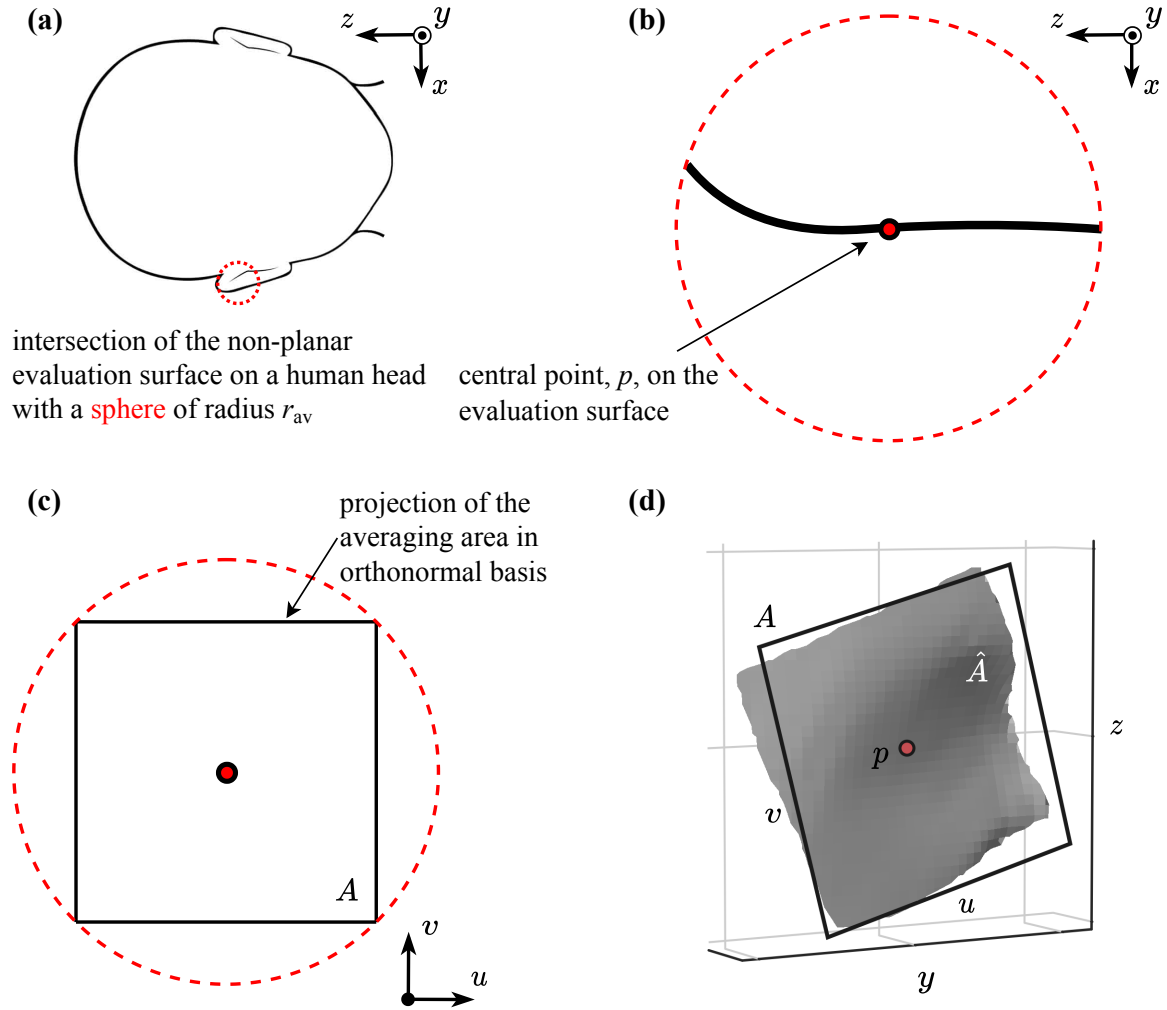 (a)
z
y
x
intersection of the non-planar
evaluation surface on a human head
with a sphere of radius r_av
(b)
z
y
x
central point, p, on the
evaluation surface
(c)
projection of the
averaging area in
orthonormal basis
A
v
u
(d)
A
Â
p
z
v
u
y